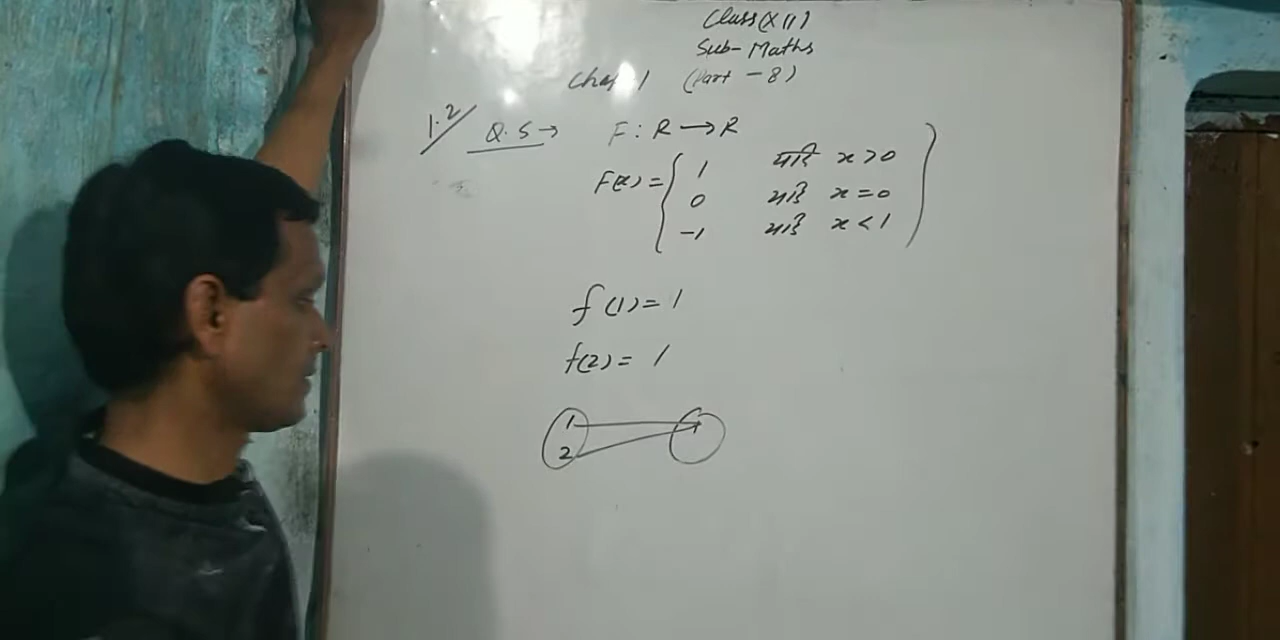 Class (XII)
Sub- Maths
Chap 1 (Part - 8)
1.2 Q.5→ F : R → R
F(x) = { 1 यदि x > 0
0 यदि x = 0
-1 यदि x < 1
f(1) = 1
f(2) = 1
1 1
2